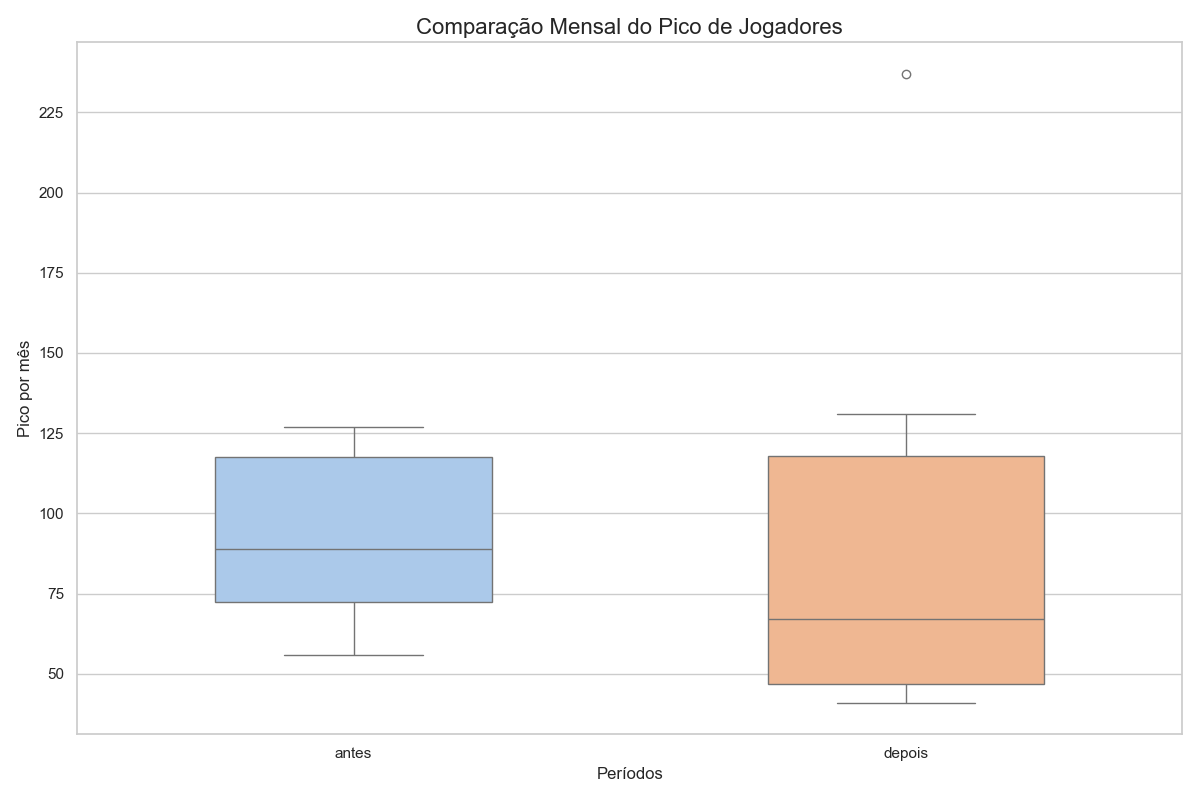 Comparação Mensal do Pico de Jogadores
225
200
175
150
125
100
75
50
Pico por mês
antes
depois
Períodos